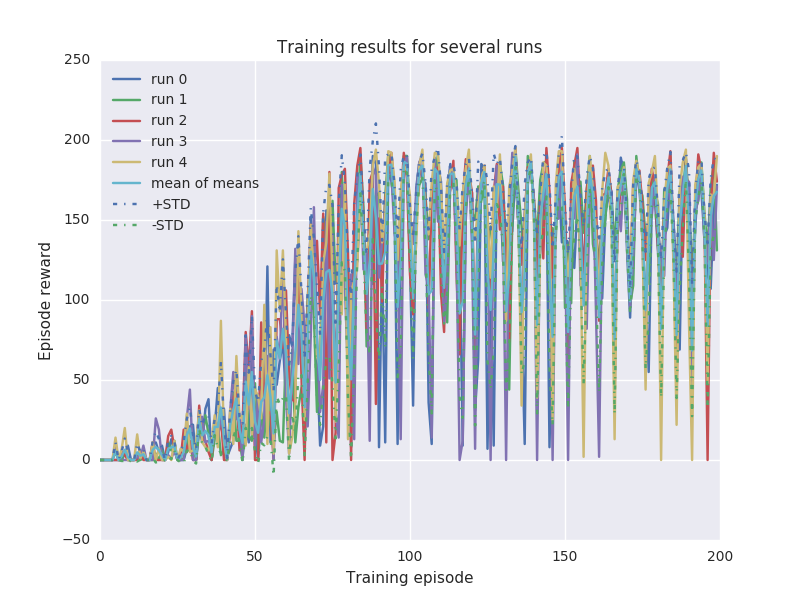 Training results for several runs
250
200
150
100
50
0
−50
run 0
run 1
run 2
run 3
run 4
mean of means
+STD
-STD
Episode reward
0
50
100
150
200
Training episode